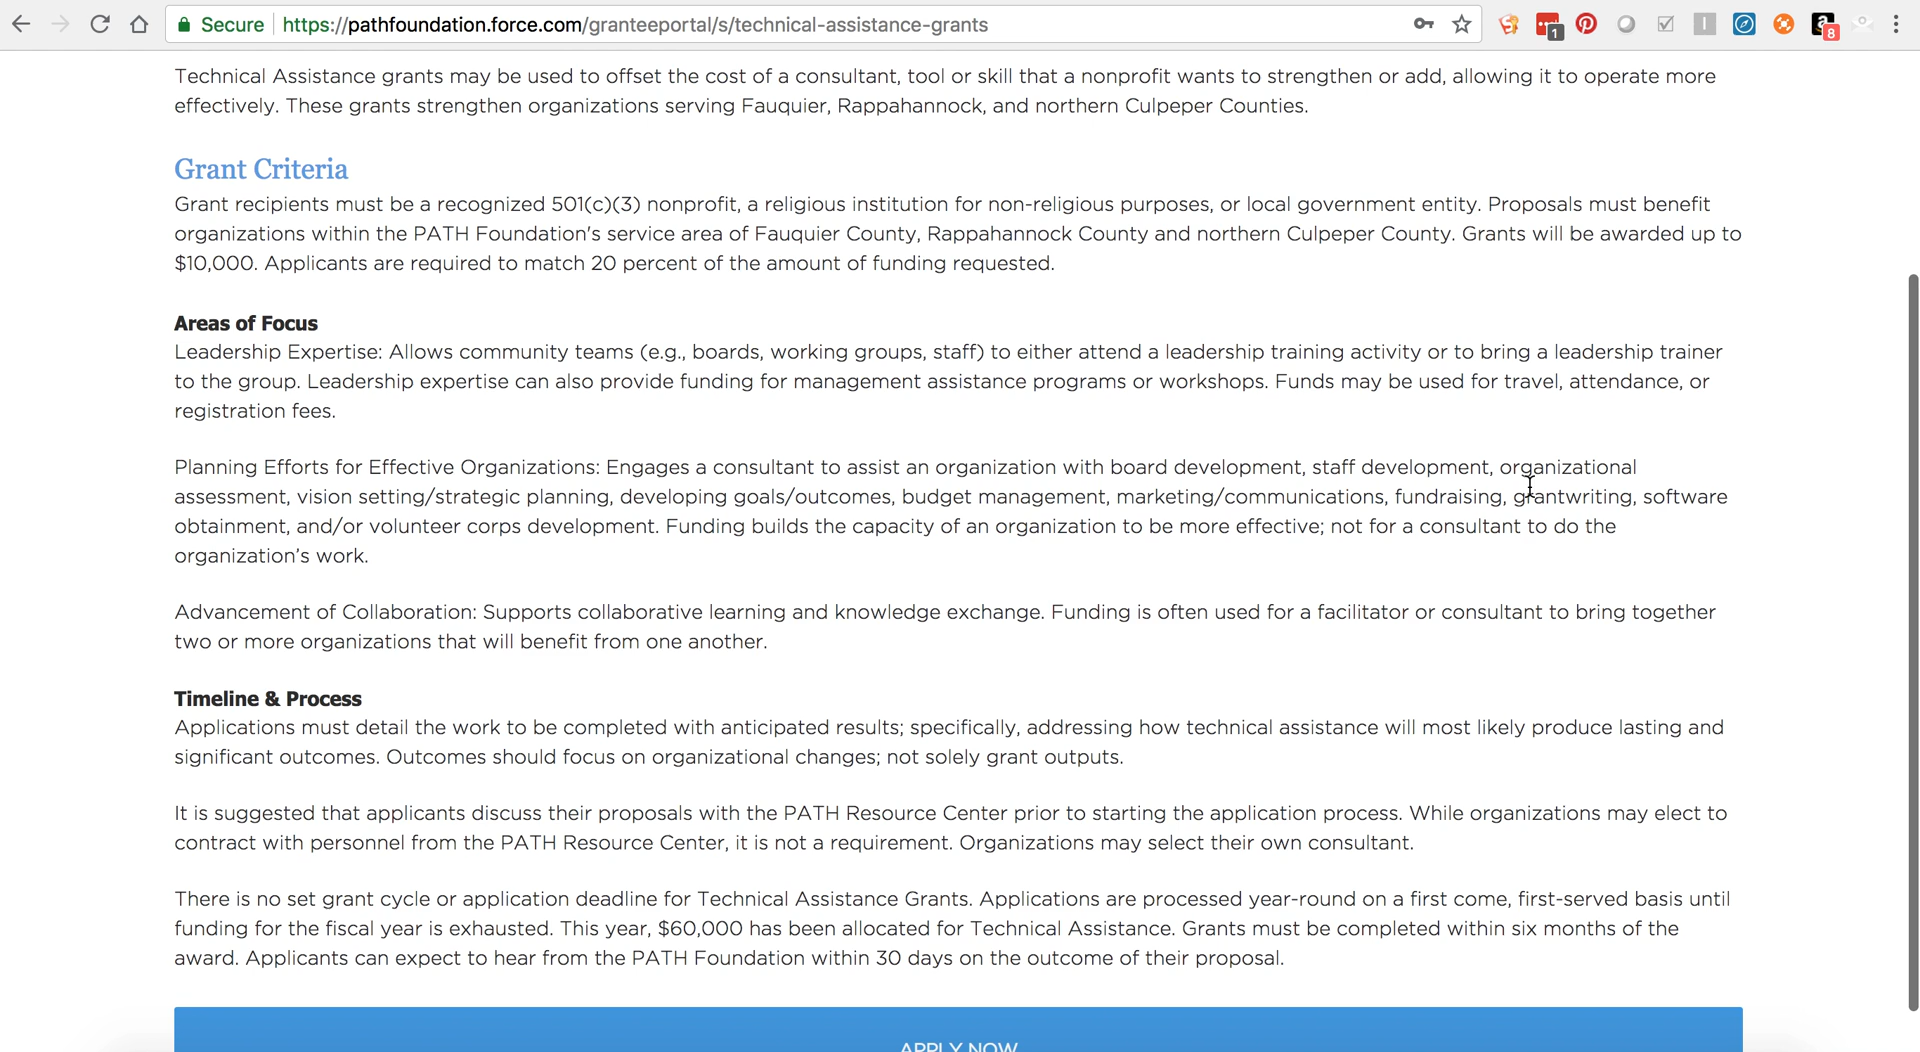 Secure https://pathfoundation.force.com/granteeportal/s/technical-assistance-grants
1
8
Technical Assistance grants may be used to offset the cost of a consultant, tool or skill that a nonprofit wants to strengthen or add, allowing it to operate more
effectively. These grants strengthen organizations serving Fauquier, Rappahannock, and northern Culpeper Counties.
Grant Criteria
Grant recipients must be a recognized 501(c)(3) nonprofit, a religious institution for non-religious purposes, or local government entity. Proposals must benefit
organizations within the PATH Foundation's service area of Fauquier County, Rappahannock County and northern Culpeper County. Grants will be awarded up to
$10,000. Applicants are required to match 20 percent of the amount of funding requested.
Areas of Focus
Leadership Expertise: Allows community teams (e.g., boards, working groups, staff) to either attend a leadership training activity or to bring a leadership trainer
to the group. Leadership expertise can also provide funding for management assistance programs or workshops. Funds may be used for travel, attendance, or
registration fees.
Planning Efforts for Effective Organizations: Engages a consultant to assist an organization with board development, staff development, organizational
assessment, vision setting/strategic planning, developing goals/outcomes, budget management, marketing/communications, fundraising, grantwriting, software
obtainment, and/or volunteer corps development. Funding builds the capacity of an organization to be more effective; not for a consultant to do the
organization’s work.
Advancement of Collaboration: Supports collaborative learning and knowledge exchange. Funding is often used for a facilitator or consultant to bring together
two or more organizations that will benefit from one another.
Timeline & Process
Applications must detail the work to be completed with anticipated results; specifically, addressing how technical assistance will most likely produce lasting and
significant outcomes. Outcomes should focus on organizational changes; not solely grant outputs.
It is suggested that applicants discuss their proposals with the PATH Resource Center prior to starting the application process. While organizations may elect to
contract with personnel from the PATH Resource Center, it is not a requirement. Organizations may select their own consultant.
There is no set grant cycle or application deadline for Technical Assistance Grants. Applications are processed year-round on a first come, first-served basis until
funding for the fiscal year is exhausted. This year, $60,000 has been allocated for Technical Assistance. Grants must be completed within six months of the
award. Applicants can expect to hear from the PATH Foundation within 30 days on the outcome of their proposal.
APPLY NOW